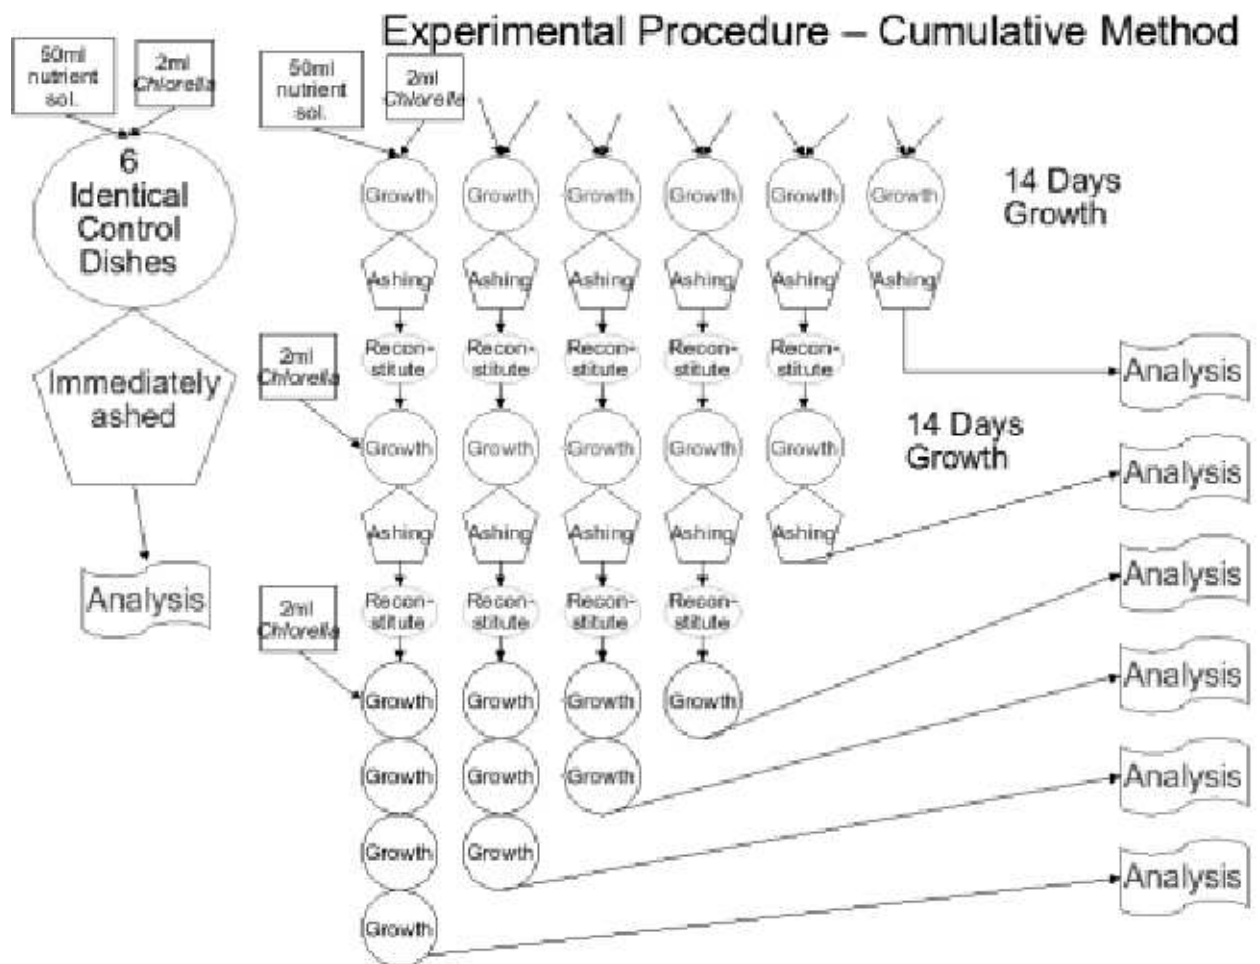 Experimental Procedure – Cumulative Method
50ml
nutrient
sol.
2ml
Chlorella
6
Identical
Control
Dishes
Immediately
ashed
Analysis
50ml
nutrient
sol.
2ml
Chlorella
Growth
Growth
Growth
Growth
Growth
Growth
14 Days
Growth
Ashing
Ashing
Ashing
Ashing
Ashing
Ashing
2ml
Chlorella
Recon-
stitute
Recon-
stitute
Recon-
stitute
Recon-
stitute
Recon-
stitute
Analysis
Growth
Growth
Growth
Growth
Growth
14 Days
Growth
Analysis
Ashing
Ashing
Ashing
Ashing
Ashing
Analysis
2ml
Chlorella
Recon-
stitute
Recon-
stitute
Recon-
stitute
Recon-
stitute
Growth
Growth
Growth
Growth
Analysis
Growth
Growth
Growth
Analysis
Growth
Growth
Analysis
Growth